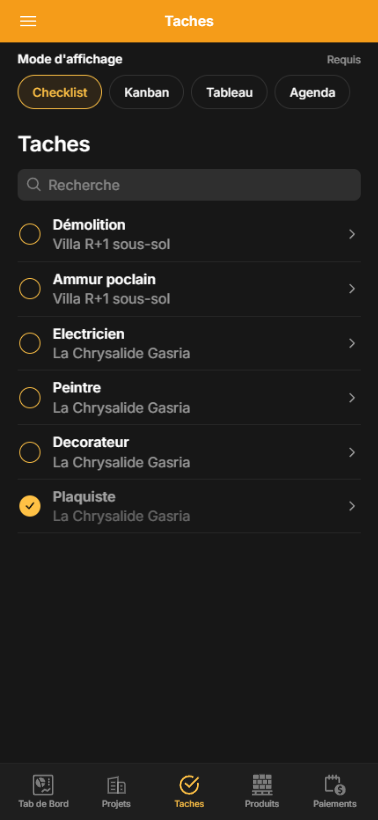 Taches
Mode d'affichage Requis
Checklist Kanban Tableau Agenda
Taches
Recherche
Démolition
Villa R+1 sous-sol
Ammur poclain
Villa R+1 sous-sol
Electricien
La Chrysalide Gasria
Peintre
La Chrysalide Gasria
Decorateur
La Chrysalide Gasria
Plaquiste
La Chrysalide Gasria
Tab de Bord Projets Taches Produits Paiements